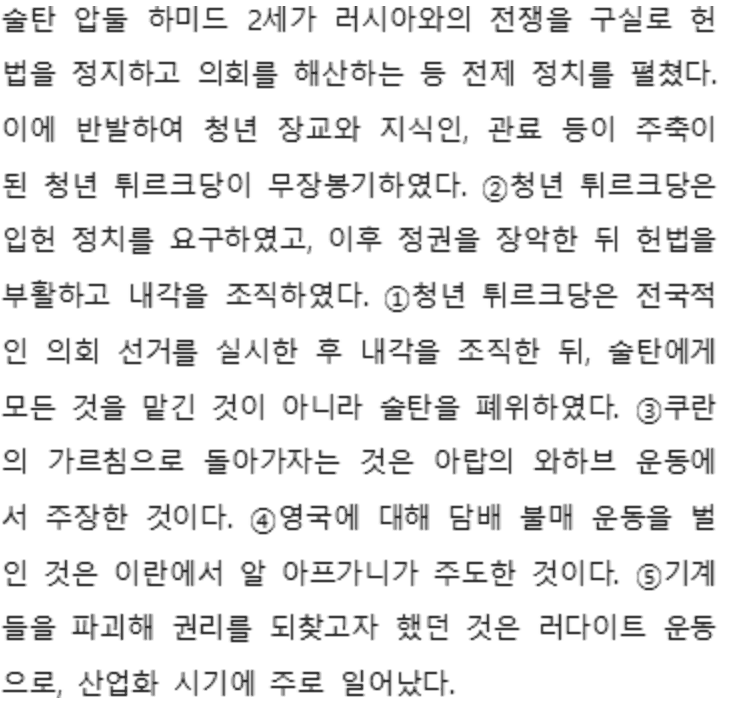 술탄 압둘 하미드 2세가 러시아와의 전쟁을 구실로 헌
법을 정지하고 의회를 해산하는 등 전제 정치를 펼쳤다.
이에 반발하여 청년 장교와 지식인, 관료 등이 주축이
된 청년 튀르크당이 무장봉기하였다. ②청년 튀르크당은
입헌 정치를 요구하였고, 이후 정권을 장악한 뒤 헌법을
부활하고 내각을 조직하였다. ①청년 튀르크당은 전국적
인 의회 선거를 실시한 후 내각을 조직한 뒤, 술탄에게
모든 것을 맡긴 것이 아니라 술탄을 폐위하였다. ③쿠란
의 가르침으로 돌아가자는 것은 아랍의 와하브 운동에
서 주장한 것이다. ④영국에 대해 담배 불매 운동을 벌
인 것은 이란에서 알 아프가니가 주도한 것이다. ⑤기계
들을 파괴해 권리를 되찾고자 했던 것은 러다이트 운동
으로, 산업화 시기에 주로 일어났다.